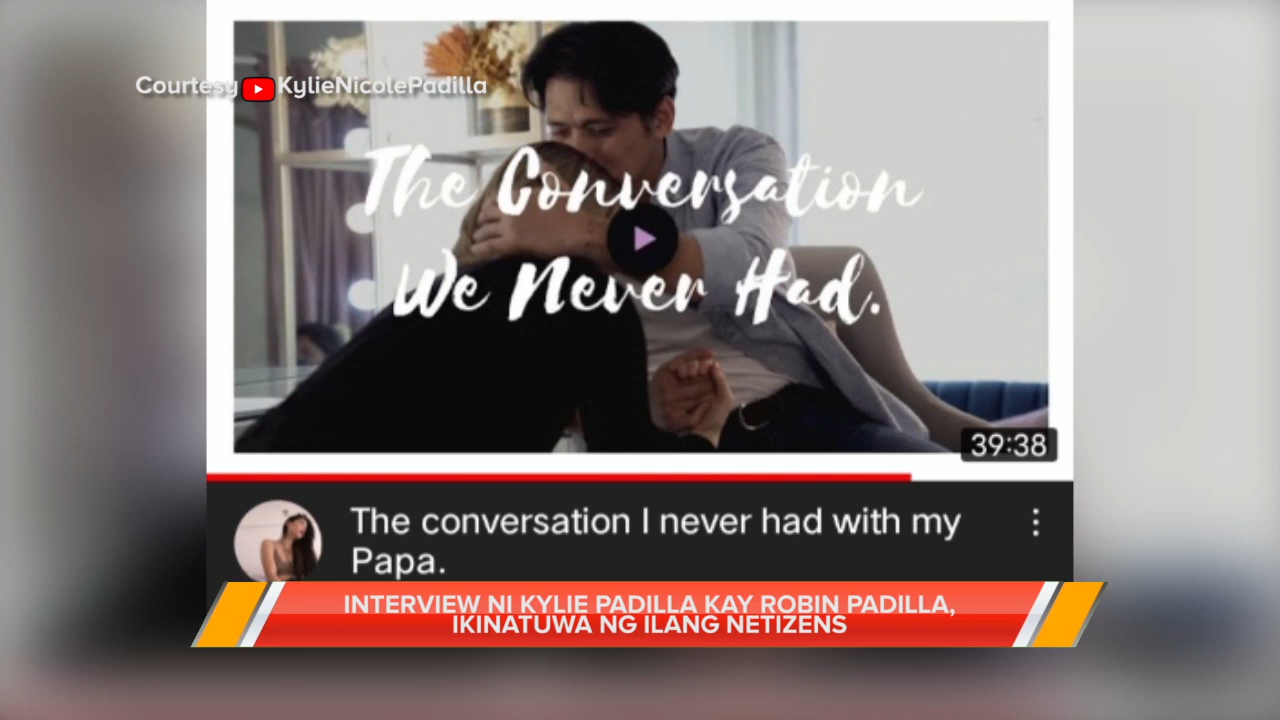 Courtesy KylieNicolePadilla
The Conversation
We Never Had.
39:38
The conversation I never had with my
Papa.
INTERVIEW NI KYLIE PADILLA KAY ROBIN PADILLA,
IKINATUWA NG ILANG NETIZENS